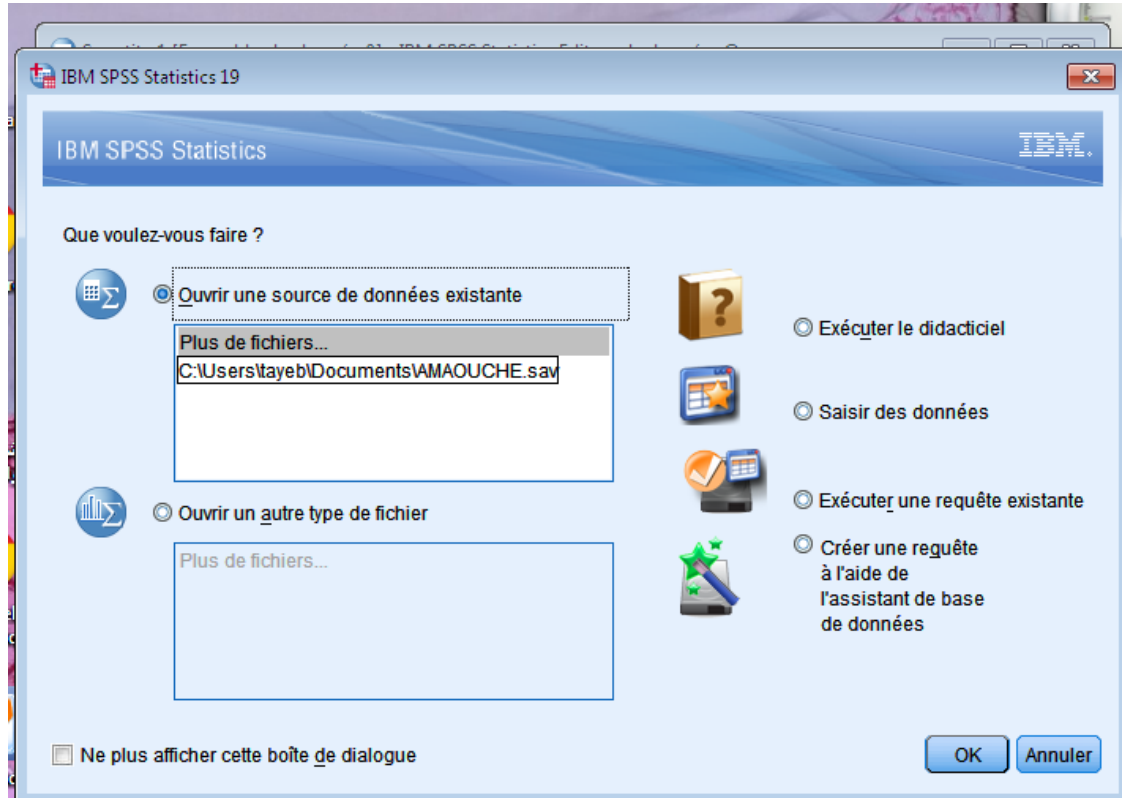 IBM SPSS Statistics 19
IBM SPSS Statistics
IBM.
Que voulez-vous faire ?
Ouvrir une source de données existante
Plus de fichiers...
C:\Users\tayeb\Documents\AMAOUCHE.sav
Ouvrir un autre type de fichier
Plus de fichiers...
Exécuter le didacticiel
Saisir des données
Exécuter une requête existante
Créer une requête
à l'aide de
l'assistant de base
de données
Ne plus afficher cette boîte de dialogue
OK
Annuler